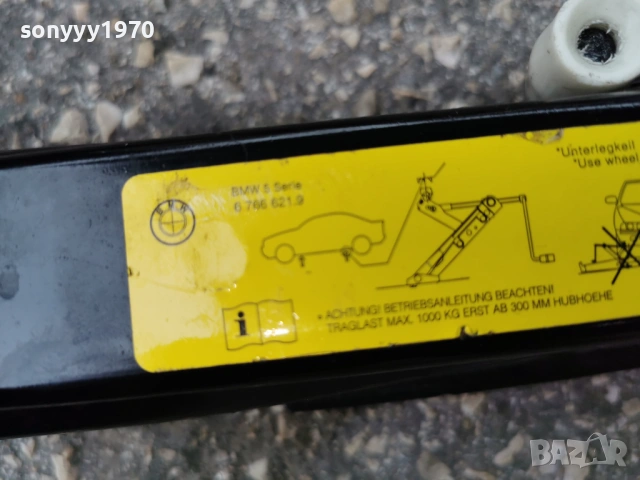 sonyyy1970
BMW
BMW 5 Serie
6 766 621.9
*Unterlegkeil
*Use wheel
i
*ACHTUNG! BETRIEBSANLEITUNG BEACHTEN!
TRAGLAST MAX. 1000 KG ERST AB 300 MM HUBHOEHE
BAZAR